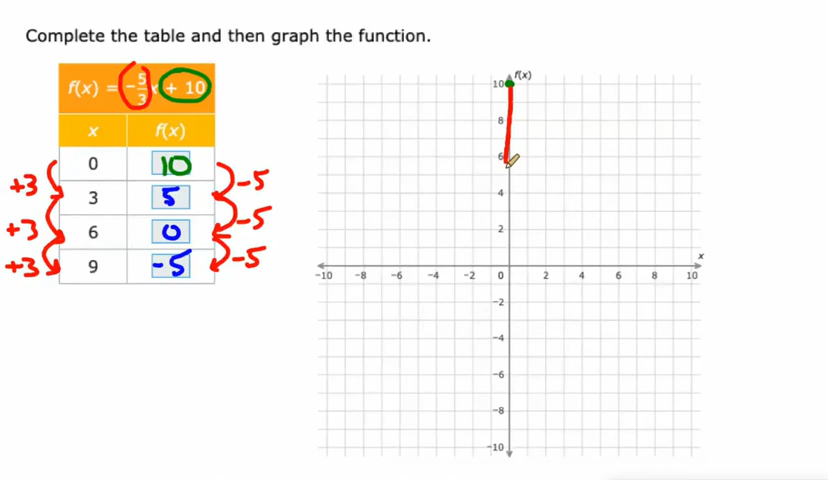 Complete the table and then graph the function.
f(x) = -5/3x + 10
x f(x)
0 10
3 5
6 0
9 -5
+3 -5
+3 -5
+3 -5
f(x)
10
8
6
4
2
x
-10 -8 -6 -4 -2 0 2 4 6 8 10
-2
-4
-6
-8
-10